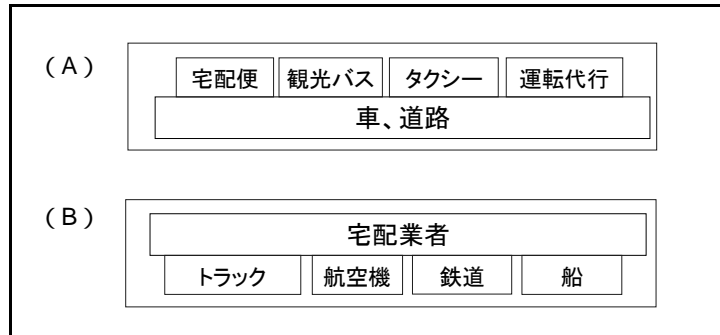 (A)
宅配便 観光バス タクシー 運転代行
車、道路
(B)
宅配業者
トラック 航空機 鉄道 船